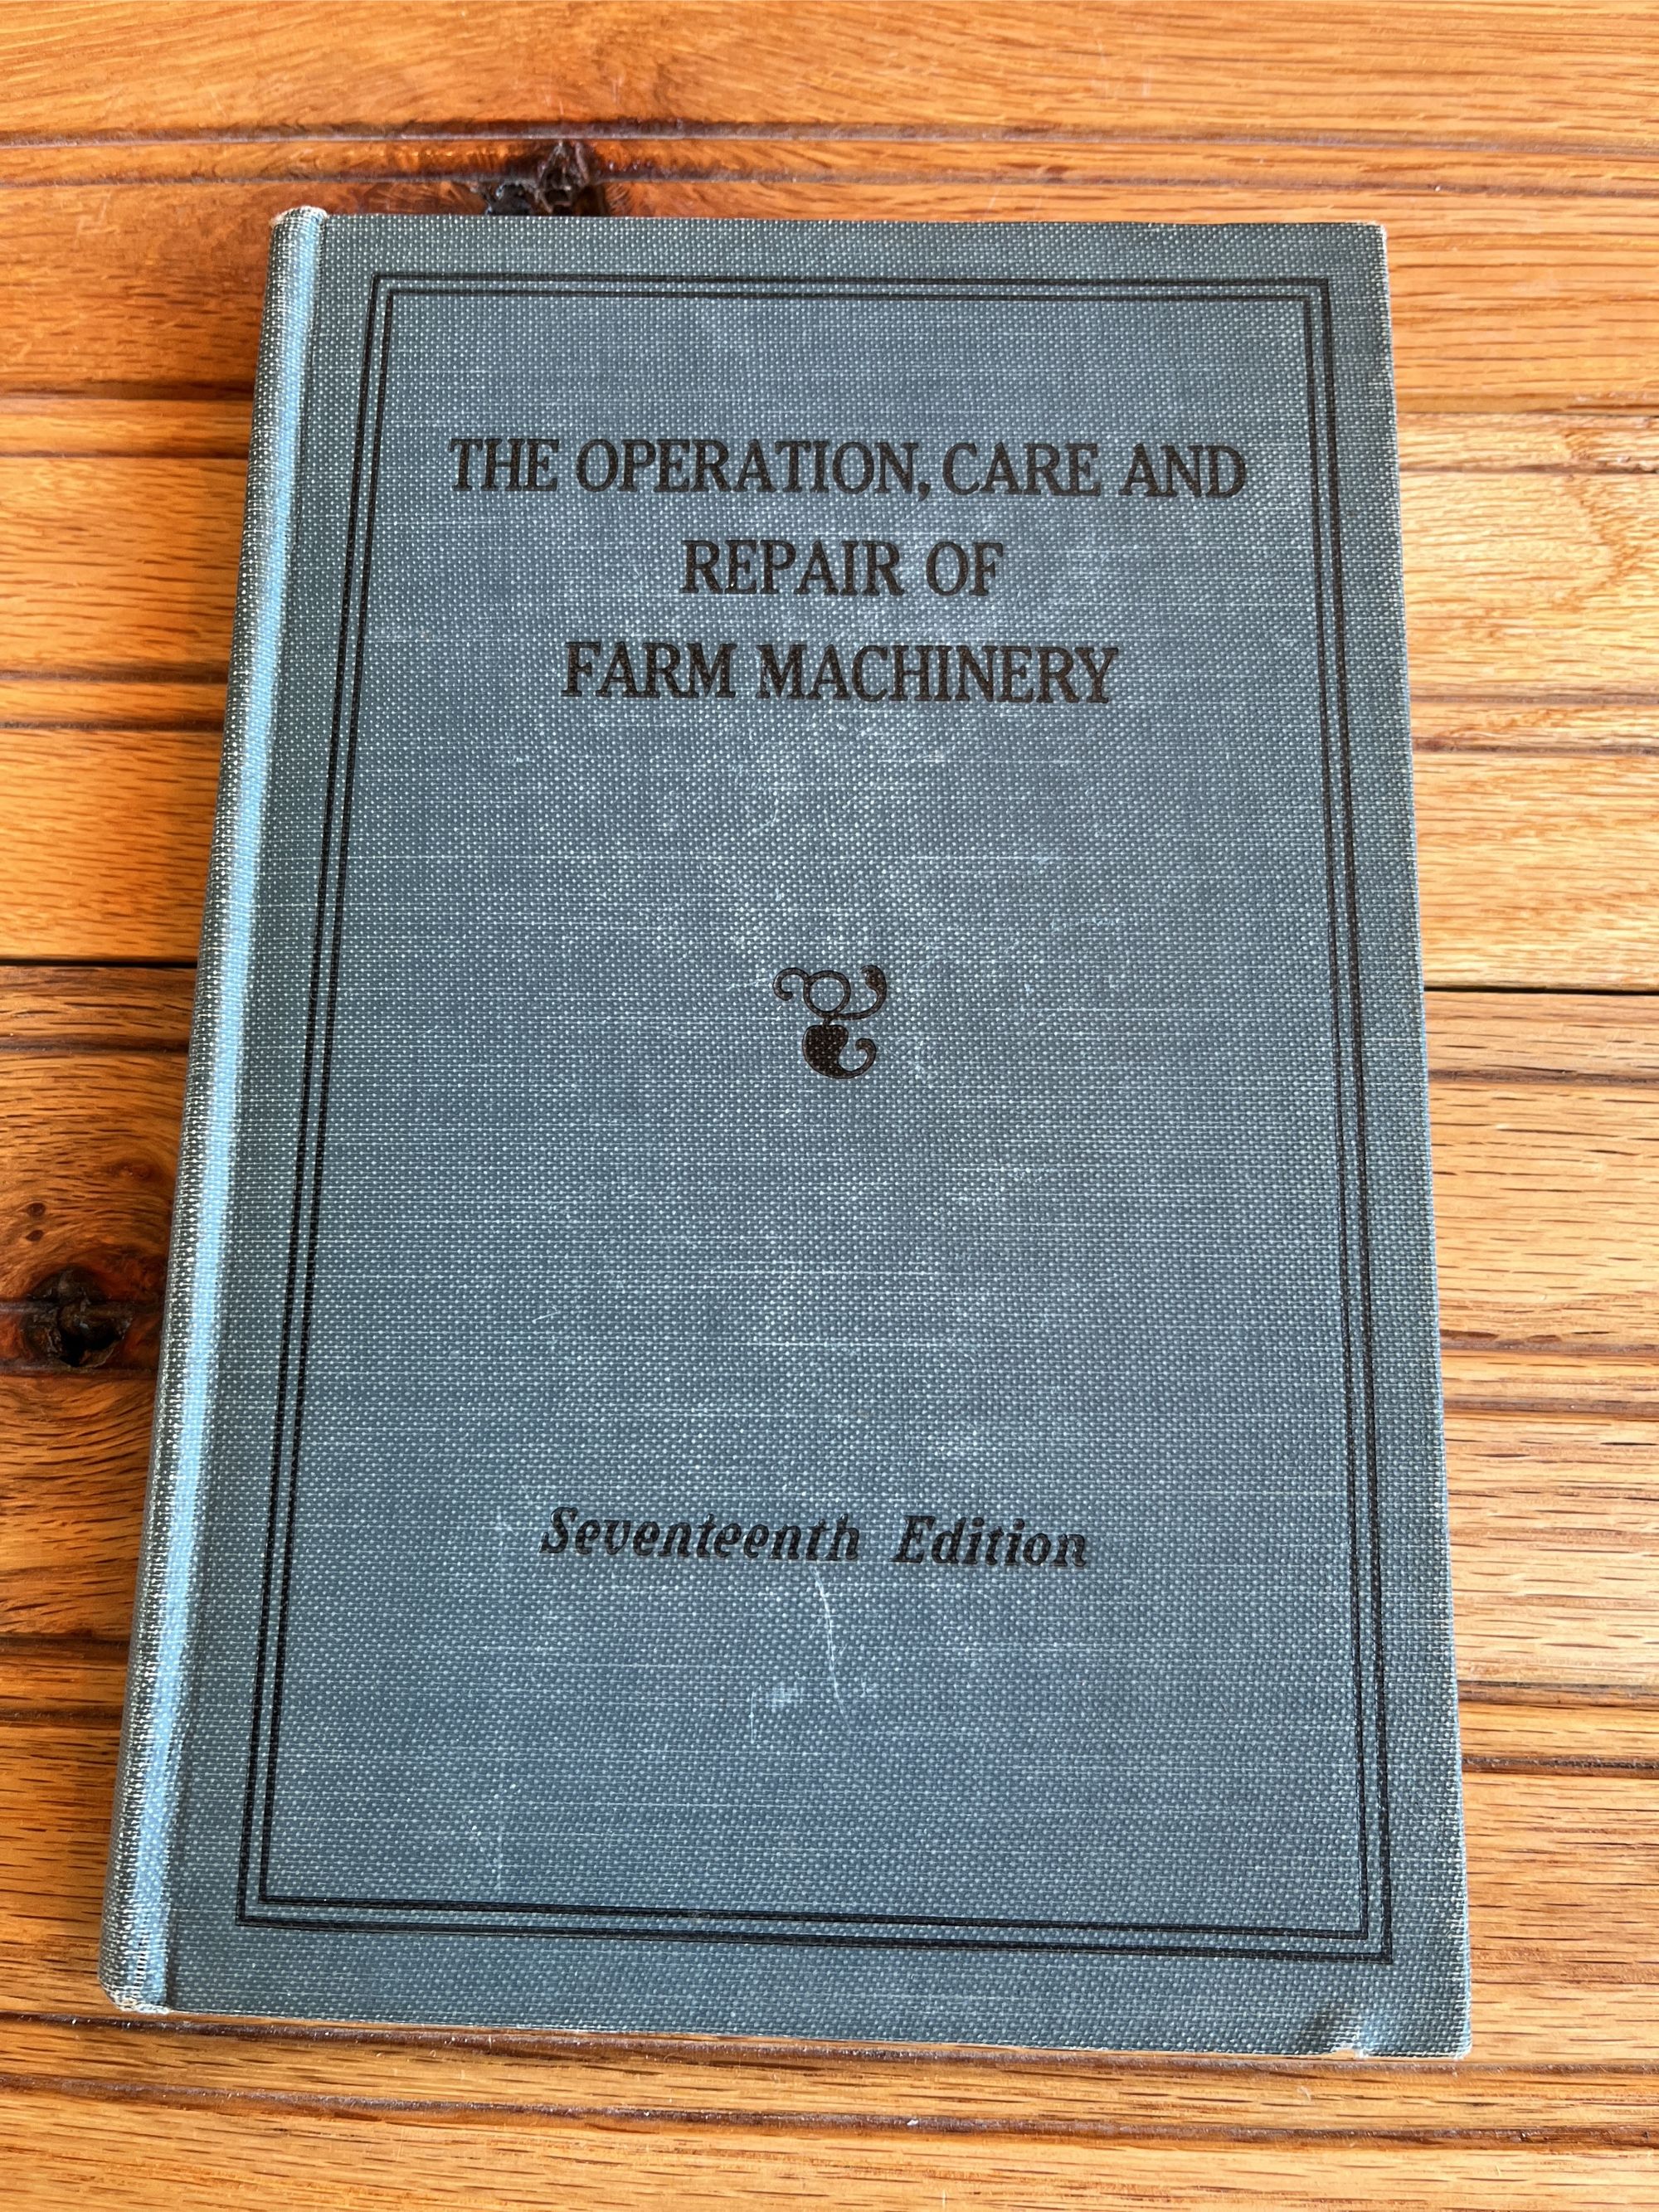 THE OPERATION, CARE AND
REPAIR OF
FARM MACHINERY
Seventeenth Edition